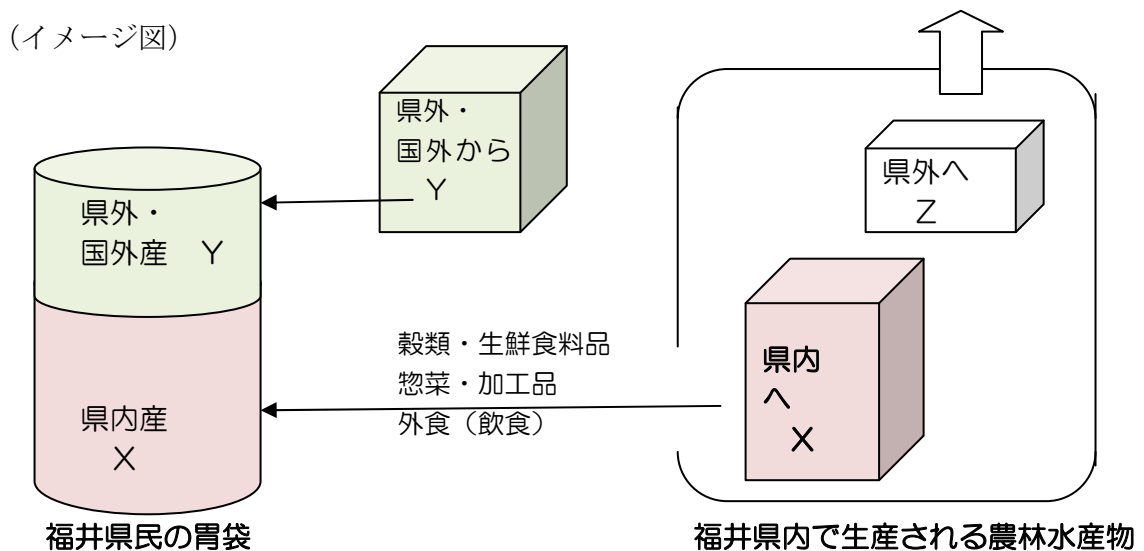 (イメージ図)
県外・
国外から
Y
県外へ
Z
県外・
国外産 Y
穀類・生鮮食料品
惣菜・加工品
外食（飲食）
県内
へ
X
県内産
X
福井県民の胃袋
福井県内で生産される農林水産物